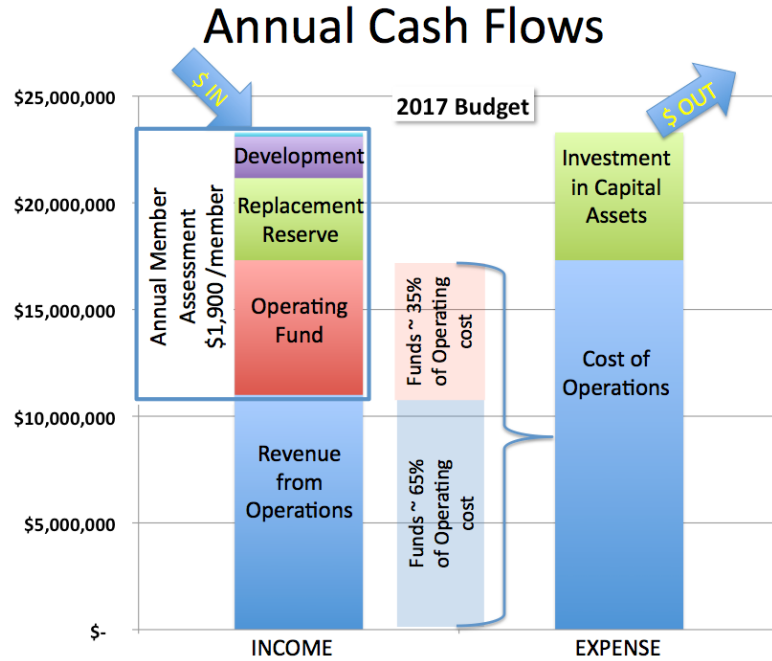 Annual Cash Flows
$ IN
$ OUT
2017 Budget
$25,000,000
$20,000,000
$15,000,000
$10,000,000
$5,000,000
$-
Annual Member
Assessment
$1,900 /member
Development
Replacement
Reserve
Operating
Fund
Revenue
from
Operations
Funds ~ 35%
of Operating
cost
Funds ~ 65%
of Operating
cost
Investment
in Capital
Assets
Cost of
Operations
INCOME
EXPENSE